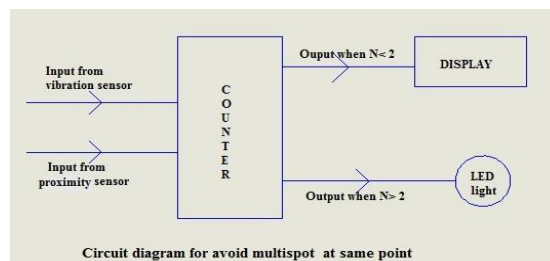 Input from
vibration sensor
Input from
proximity sensor
C
O
U
N
T
E
R
Ouput when N< 2
DISPLAY
Output when N> 2
LED
light
Circuit diagram for avoid multispot at same point